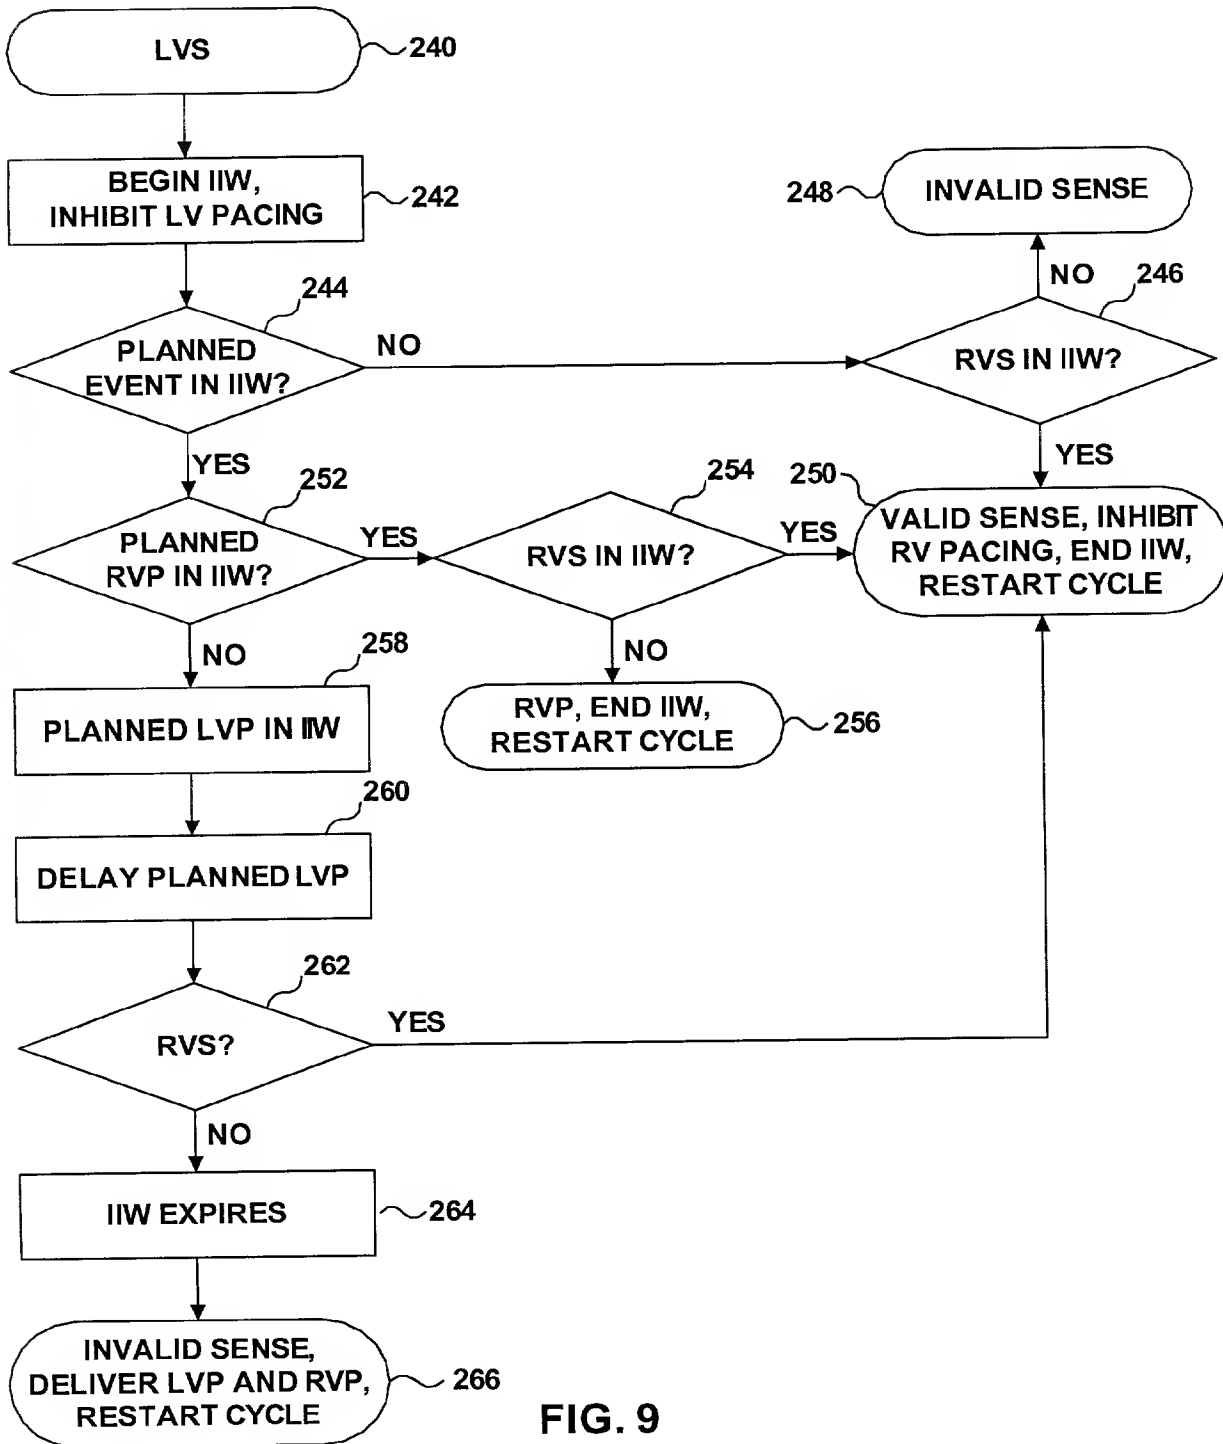 LVS
240
BEGIN IIW,
INHIBIT LV PACING
242
248
INVALID SENSE
NO
246
244
PLANNED
EVENT IN IIW?
NO
RVS IN IIW?
YES
YES
252
254
250
PLANNED
RVP IN IIW?
YES
RVS IN IIW?
YES
VALID SENSE, INHIBIT
RV PACING, END IIW,
RESTART CYCLE
NO
258
NO
PLANNED LVP IN IIW
RVP, END IIW,
RESTART CYCLE
256
260
DELAY PLANNED LVP
262
RVS?
YES
NO
IIW EXPIRES
264
INVALID SENSE,
DELIVER LVP AND RVP,
RESTART CYCLE
266
FIG. 9